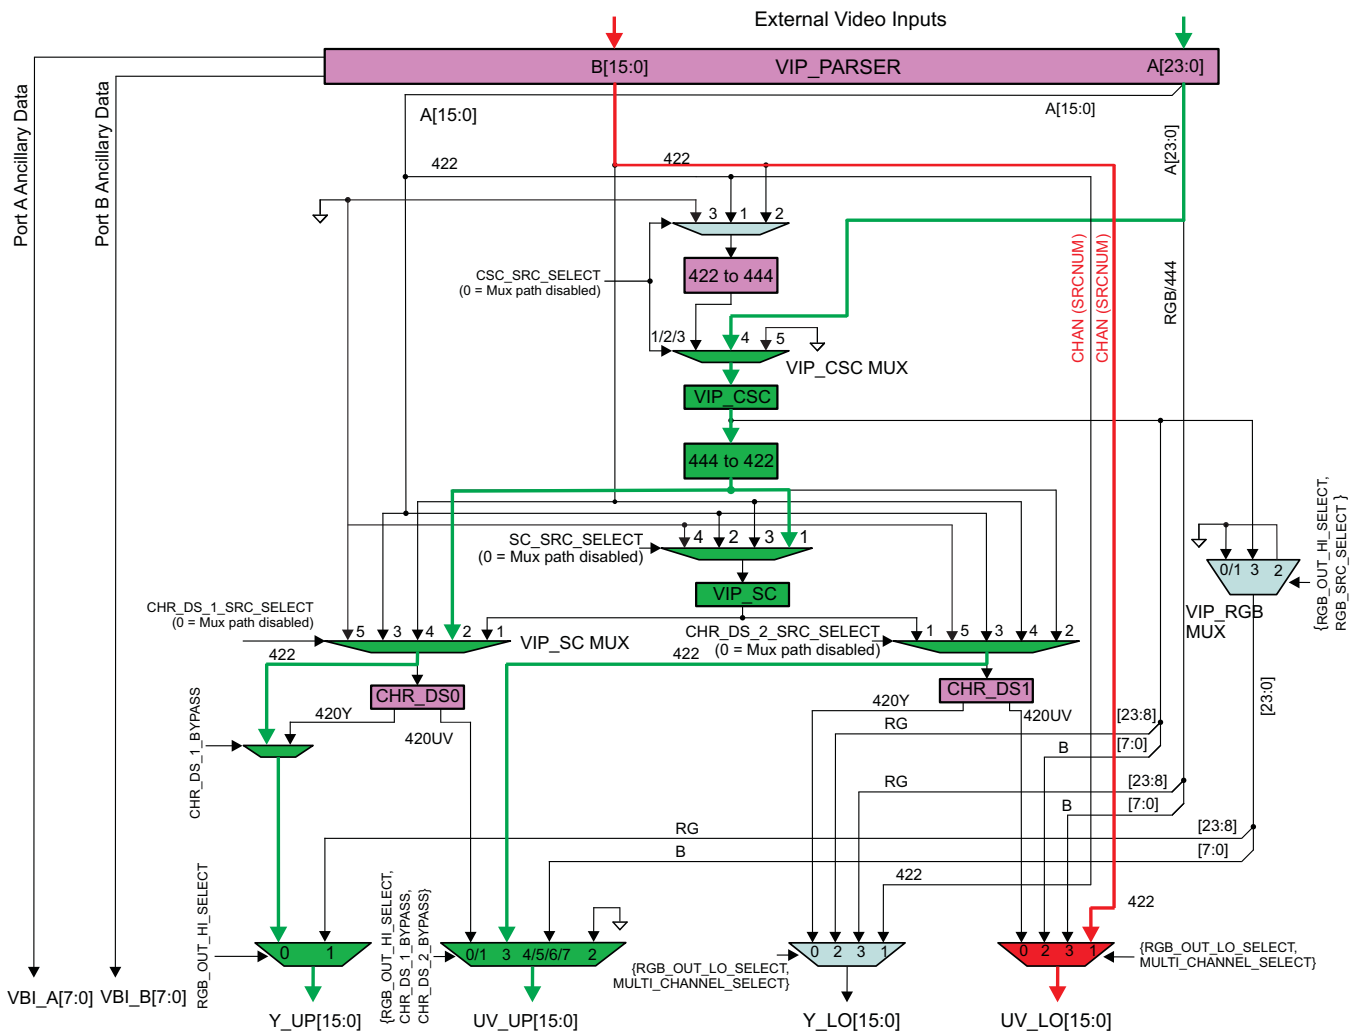 External Video Inputs
B[15:0]
VIP_PARSER
A[23:0]
Port A Ancillary Data
Port B Ancillary Data
A[15:0]
A[15:0]
A[23:0]
422
422
3 1 2
CSC_SRC_SELECT
(0 = Mux path disabled)
422 to 444
CHAN (SRCNUM)
CHAN (SRCNUM)
RGB/444
1/2/3 4 5
VIP_CSC MUX
VIP_CSC
444 to 422
SC_SRC_SELECT
(0 = Mux path disabled)
4 2 3 1
{RGB_OUT_HI_SELECT,
RGB_SRC_SELECT }
0/1 3 2
VIP_RGB
MUX
VIP_SC
CHR_DS_1_SRC_SELECT
(0 = Mux path disabled)
5 3 4 2 1
VIP_SC MUX
CHR_DS_2_SRC_SELECT
(0 = Mux path disabled)
1 5 3 4 2
422
422
CHR_DS0
CHR_DS1
420Y
420UV
420Y
420UV
CHR_DS_1_BYPASS
[23:0]
RG
[23:8]
B
[7:0]
RG
[23:8]
B
[7:0]
RG
[23:8]
B
[7:0]
422
422
RGB_OUT_HI_SELECT
0 1
{RGB_OUT_HI_SELECT,
CHR_DS_1_BYPASS,
CHR_DS_2_BYPASS}
0/1 3 4/5/6/7 2
{RGB_OUT_LO_SELECT,
MULTI_CHANNEL_SELECT}
0 2 3 1
0 2 3 1
{RGB_OUT_LO_SELECT,
MULTI_CHANNEL_SELECT}
VBI_A[7:0]
VBI_B[7:0]
Y_UP[15:0]
UV_UP[15:0]
Y_LO[15:0]
UV_LO[15:0]